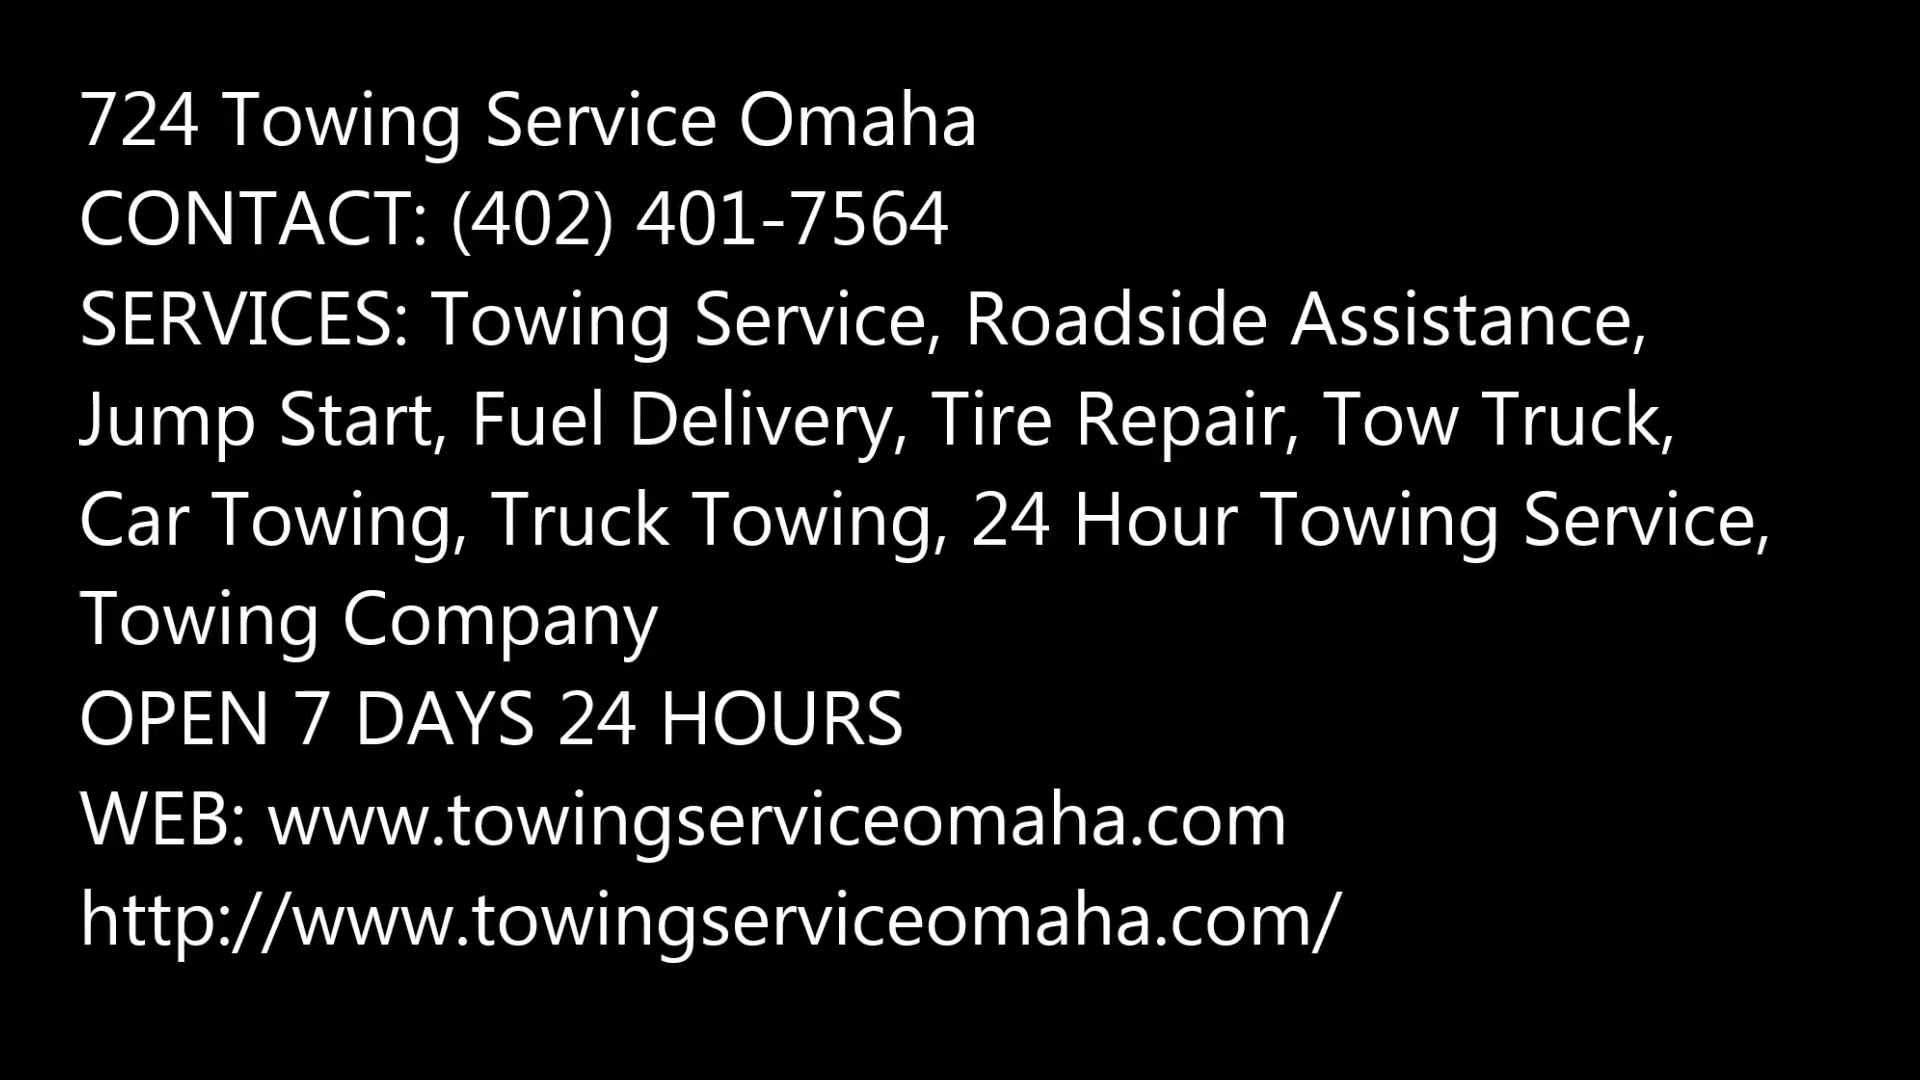 724 Towing Service Omaha
CONTACT: (402) 401-7564
SERVICES: Towing Service, Roadside Assistance,
Jump Start, Fuel Delivery, Tire Repair, Tow Truck,
Car Towing, Truck Towing, 24 Hour Towing Service,
Towing Company
OPEN 7 DAYS 24 HOURS
WEB: www.towingserviceomaha.com
http://www.towingserviceomaha.com/